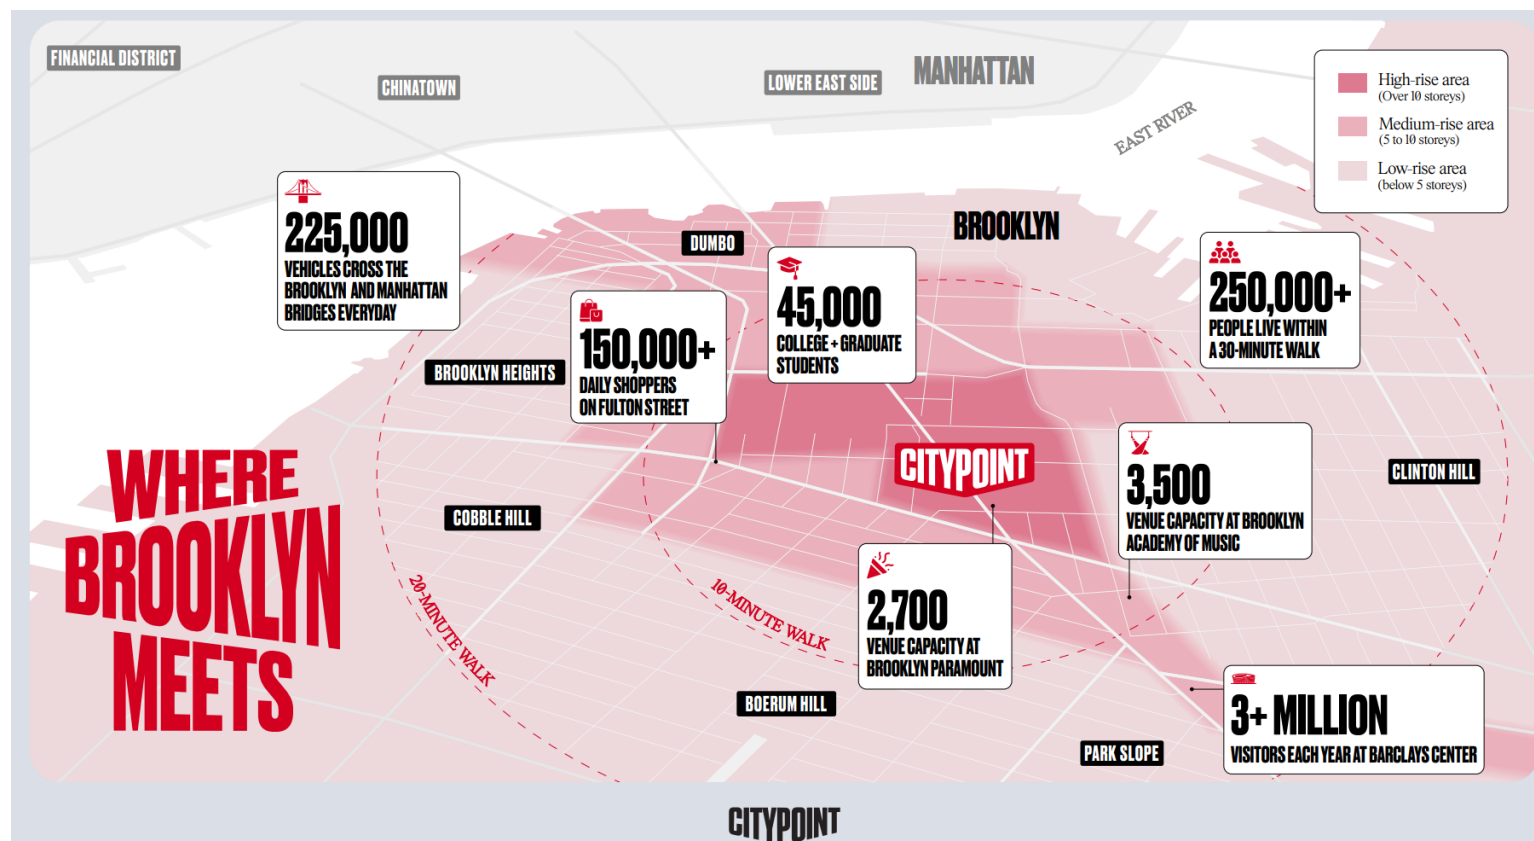 FINANCIAL DISTRICT
CHINATOWN
LOWER EAST SIDE
MANHATTAN
EAST RIVER
High-rise area
(Over 10 storeys)
Medium-rise area
(5 to 10 storeys)
Low-rise area
(below 5 storeys)
225,000
VEHICLES CROSS THE
BROOKLYN AND MANHATTAN
BRIDGES EVERYDAY
DUMBO
BROOKLYN
150,000+
DAILY SHOPPERS
ON FULTON STREET
45,000
COLLEGE + GRADUATE
STUDENTS
250,000+
PEOPLE LIVE WITHIN
A 30-MINUTE WALK
BROOKLYN HEIGHTS
WHERE
BROOKLYN
MEETS
COBBLE HILL
CITYPOINT
3,500
VENUE CAPACITY AT BROOKLYN
ACADEMY OF MUSIC
CLINTON HILL
20-MINUTE WALK
10-MINUTE WALK
2,700
VENUE CAPACITY AT
BROOKLYN PARAMOUNT
BOERUM HILL
PARK SLOPE
3+ MILLION
VISITORS EACH YEAR AT BARCLAYS CENTER
CITYPOINT